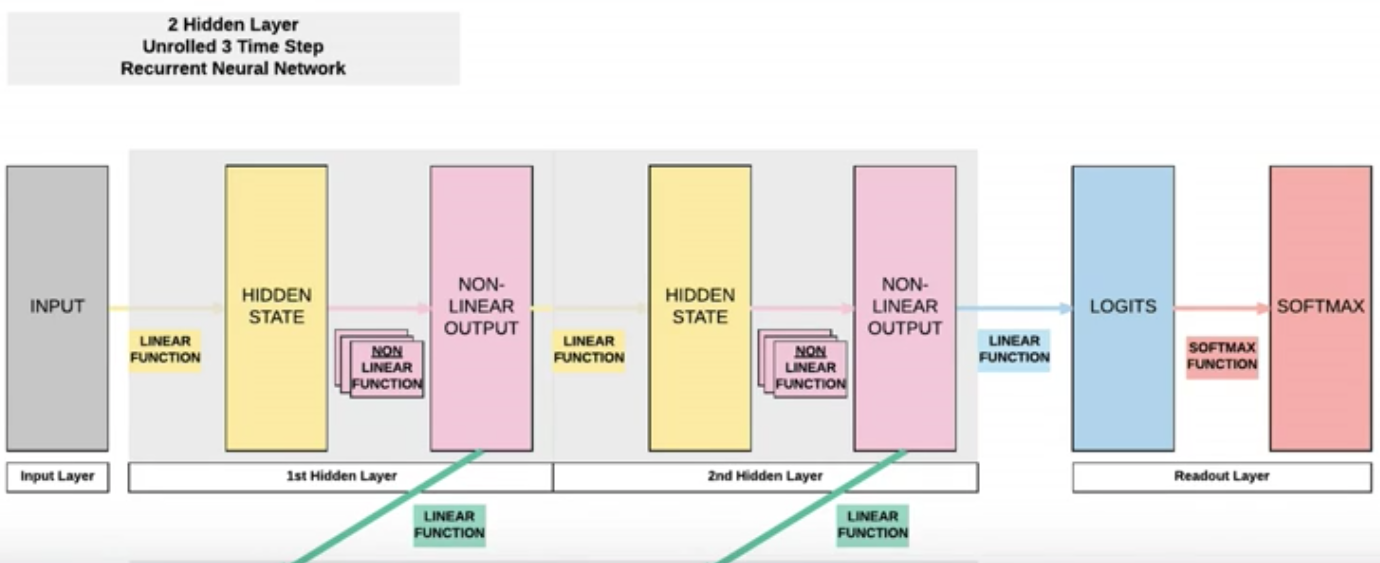 2 Hidden Layer
Unrolled 3 Time Step
Recurrent Neural Network
INPUT
LINEAR
FUNCTION
HIDDEN
STATE
NON
LINEAR
FUNCTION
NON-
LINEAR
OUTPUT
LINEAR
FUNCTION
HIDDEN
STATE
NON
LINEAR
FUNCTION
NON-
LINEAR
OUTPUT
LINEAR
FUNCTION
LOGITS
SOFTMAX
FUNCTION
SOFTMAX
Input Layer
1st Hidden Layer
2nd Hidden Layer
Readout Layer
LINEAR
FUNCTION
LINEAR
FUNCTION